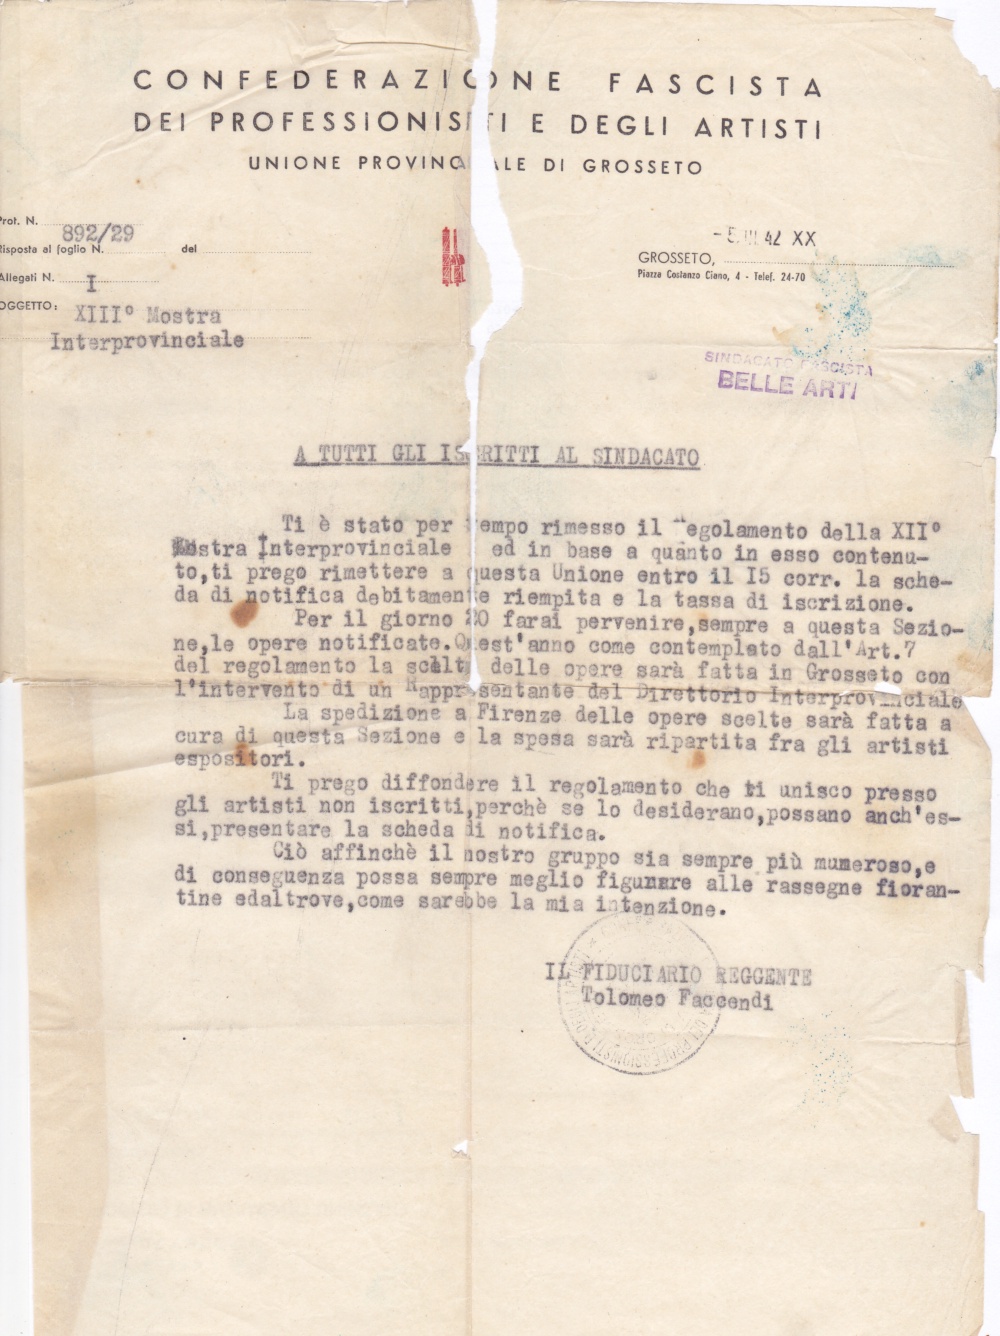 CONFEDERAZIONE FASCISTA
DEI PROFESSIONISTI E DEGLI ARTISTI
UNIONE PROVINCIALE DI GROSSETO
Prot. N.
892/29
Risposta al foglio N. del
Allegati N. I
OGGETTO: XIII° Mostra
Interprovinciale
- 5. III 42 XX
GROSSETO,
Piazza Costanzo Ciano, 4 - Telef. 24-70
SINDACATO FASCISTA
BELLE ARTI
A TUTTI GLI ISCRITTI AL SINDACATO
Ti è stato per tempo rimesso il egolamento della XII°
Mostra Interprovinciale ed in base a quanto in esso contenu-
to,ti prego rimettere a questa Unione entro il I5 corr. la sche-
da di notifica debitamente riempita e la tassa di iscrizione.
Per il giorno 20 farai pervenire,sempre a questa Sezio-
ne,le opere notificate.Quest'anno come contemplato dall'Art.7
del regolamento la scelta delle opere sarà fatta in Grosseto con
l'intervento di un Rappresentante del Direttorio Interprovinciale
La spedizione a Firenze delle opere scelte sarà fatta a
cura di questa Sezione e la spesa sarà ripartita fra gli artisti
espositori.
Ti prego diffondere il regolamento che ti unisco presso
gli artisti non iscritti,perchè se lo desiderano,possano anch'es-
si,presentare la scheda di notifica.
Ciò affinchè il nostro gruppo sia sempre più mumeroso,e
di conseguenza possa sempre meglio figurare alle rassegne fioran-
tine edaltrove,come sarebbe la mia intenzione.
IL FIDUCIARIO REGGENTE
Tolomeo Faccendi